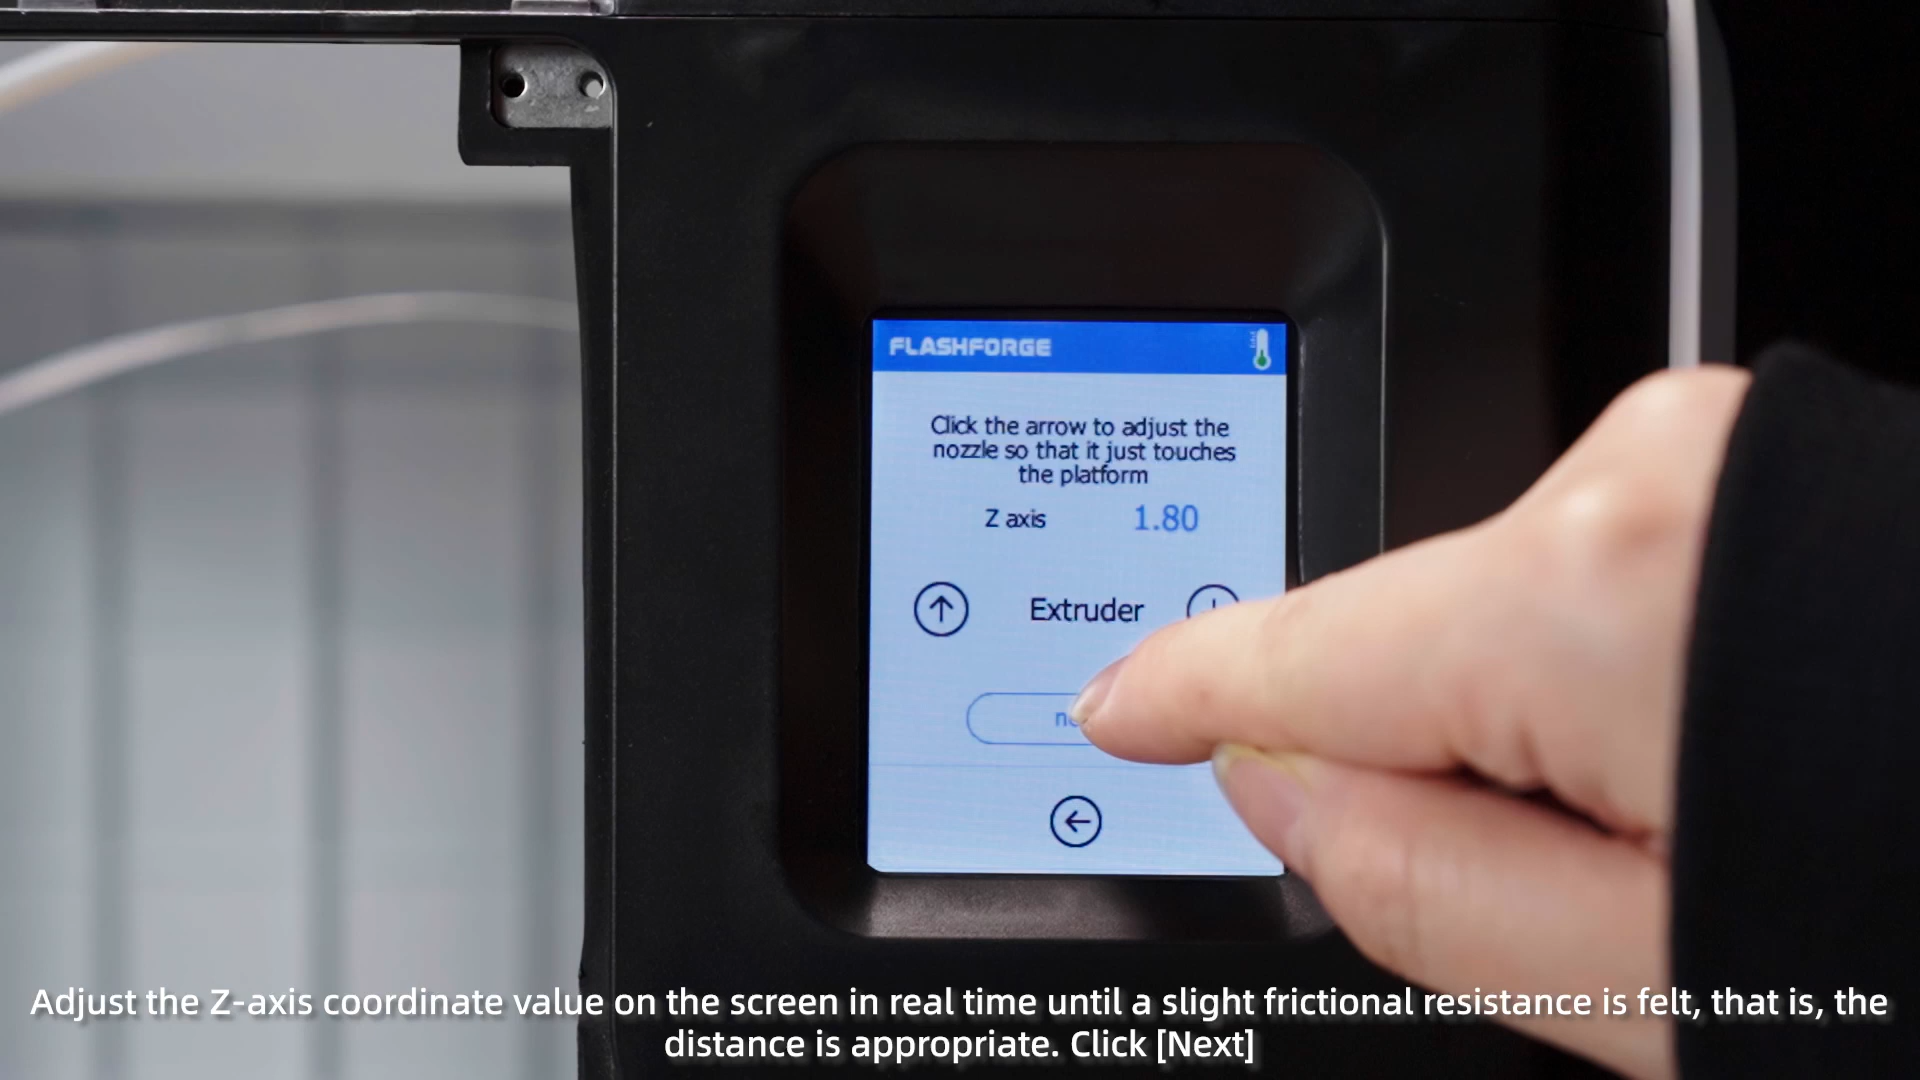 FLASHFORGE
Click the arrow to adjust the
nozzle so that it just touches
the platform
Z axis 1.80
Extruder
Adjust the Z-axis coordinate value on the screen in real time until a slight frictional resistance is felt, that is, the
distance is appropriate. Click [Next]